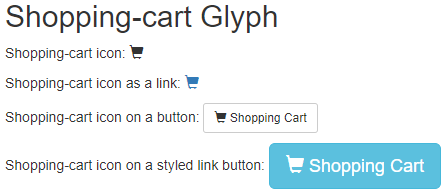 Shopping-cart Glyph
Shopping-cart icon:
Shopping-cart icon as a link:
Shopping-cart icon on a button: Shopping Cart
Shopping-cart icon on a styled link button: Shopping Cart